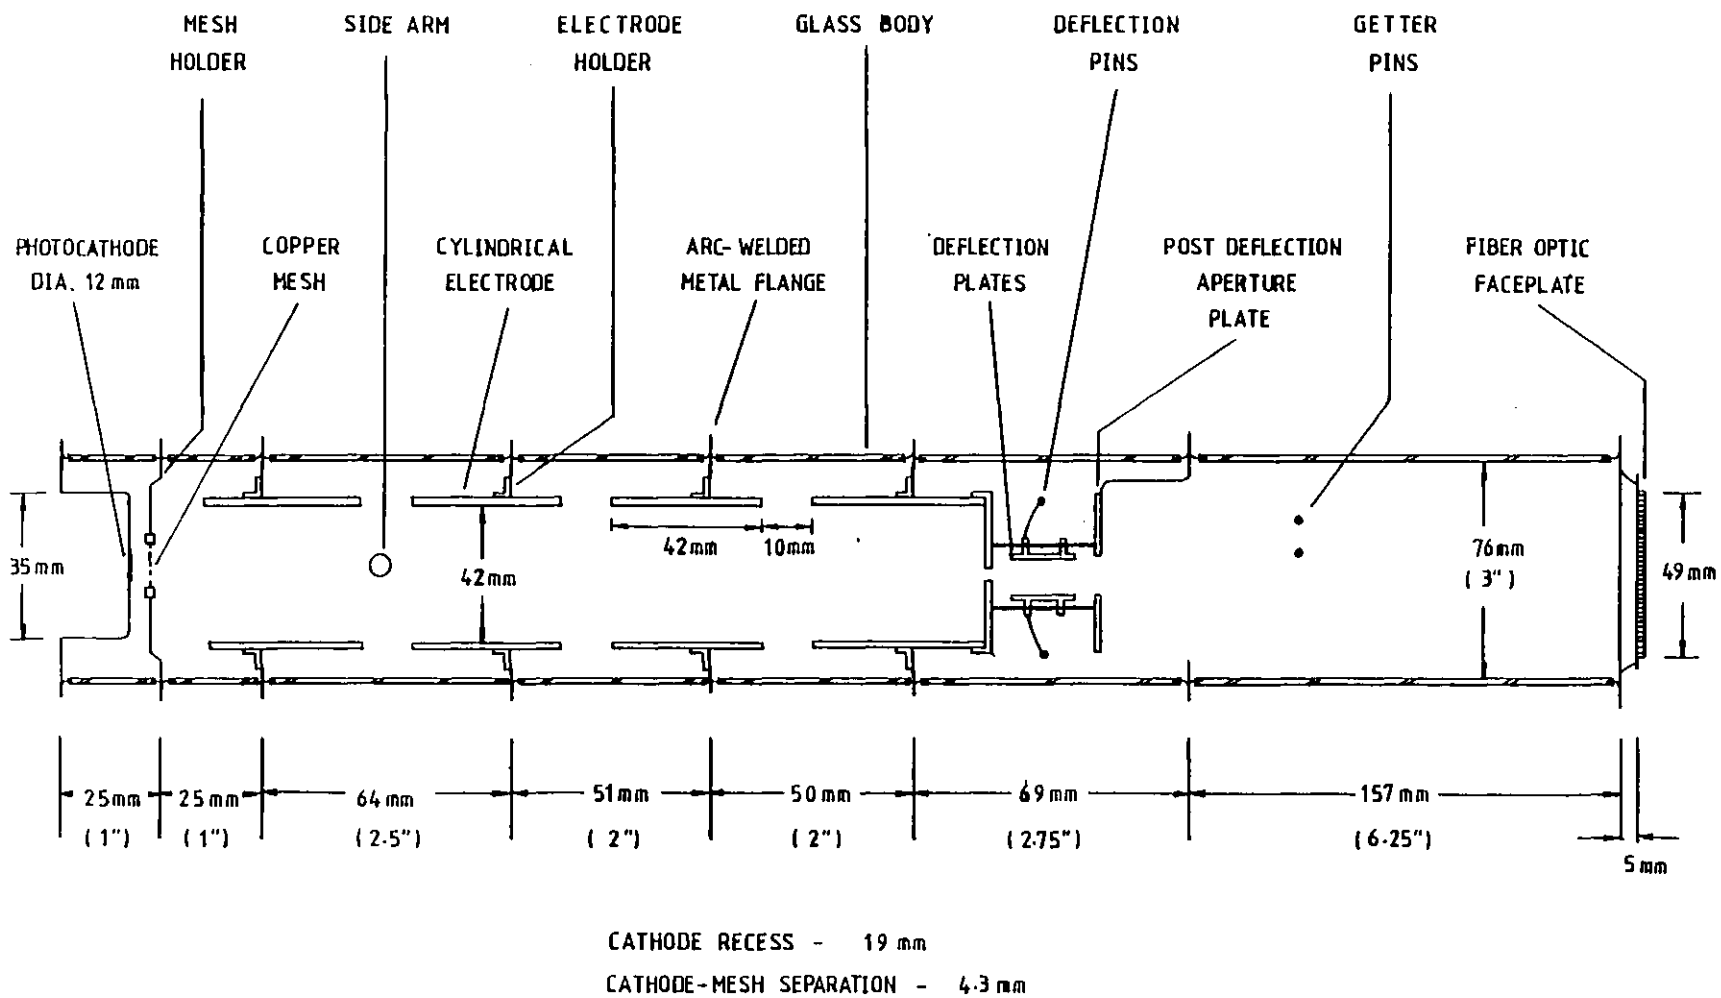 MESH
HOLDER
SIDE ARM
ELECTRODE
HOLDER
GLASS BODY
DEFLECTION
PINS
GETTER
PINS
PHOTOCATHODE
DIA. 12 mm
COPPER
MESH
CYLINDRICAL
ELECTRODE
ARC-WELDED
METAL FLANGE
DEFLECTION
PLATES
POST DEFLECTION
APERTURE
PLATE
FIBER OPTIC
FACEPLATE
35mm
42mm
42mm
10mm
76mm
(3")
49mm
25mm
(1")
25mm
(1")
64mm
(2·5")
51mm
(2")
50mm
(2")
69mm
(2·75")
157mm
(6·25")
5mm
CATHODE RECESS - 19 mm
CATHODE-MESH SEPARATION - 4·3 mm